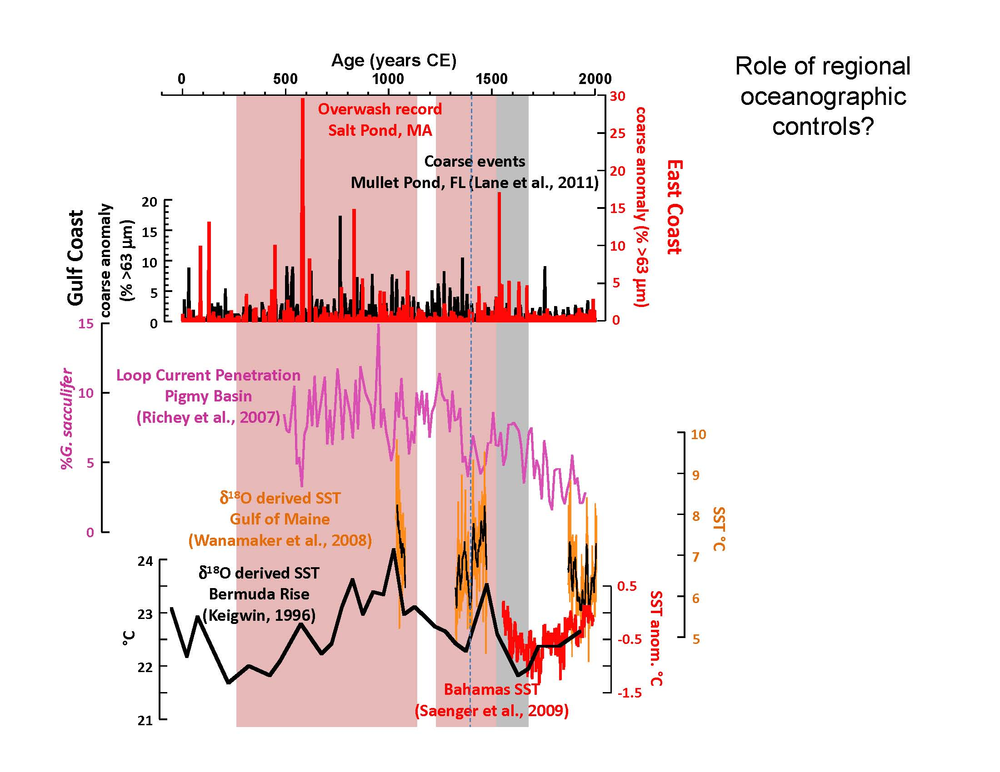 Role of regional
oceanographic
controls?
Age (years CE)
0 500 1000 1500 2000
Overwash record
Salt Pond, MA
Coarse events
Mullet Pond, FL (Lane et al., 2011)
East Coast
coarse anomaly (% >63 µm)
30
25
20
15
10
5
0
Gulf Coast
coarse anomaly
(% >63 µm)
20
15
10
5
0
%G. sacculifer
15
10
5
0
Loop Current Penetration
Pigmy Basin
(Richey et al., 2007)
δ¹⁸O derived SST
Gulf of Maine
(Wanamaker et al., 2008)
SST °C
10
9
8
7
6
5
δ¹⁸O derived SST
Bermuda Rise
(Keigwin, 1996)
°C
24
23
22
21
SST anom. °C
0.5
-0.5
-1.5
Bahamas SST
(Saenger et al., 2009)